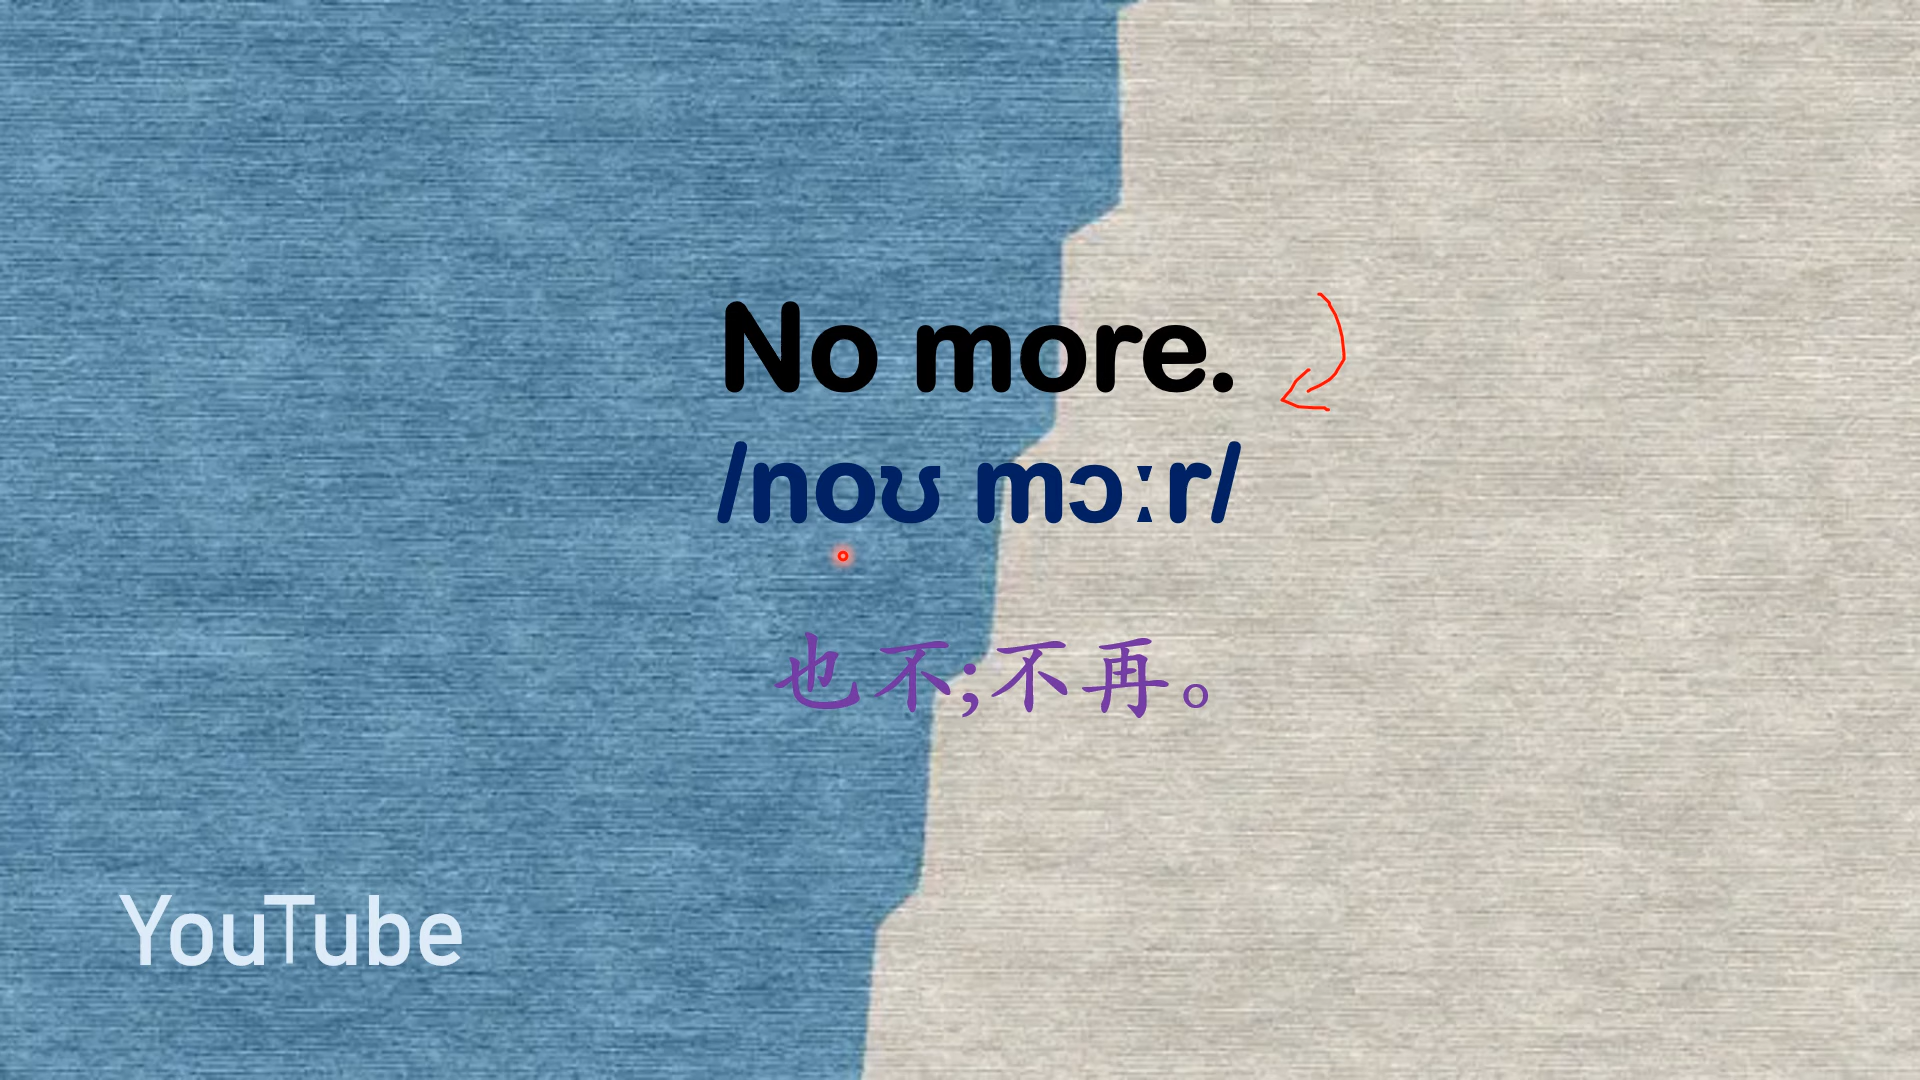 No more.
/noʊ mɔːr/
也不;不再。
YouTube